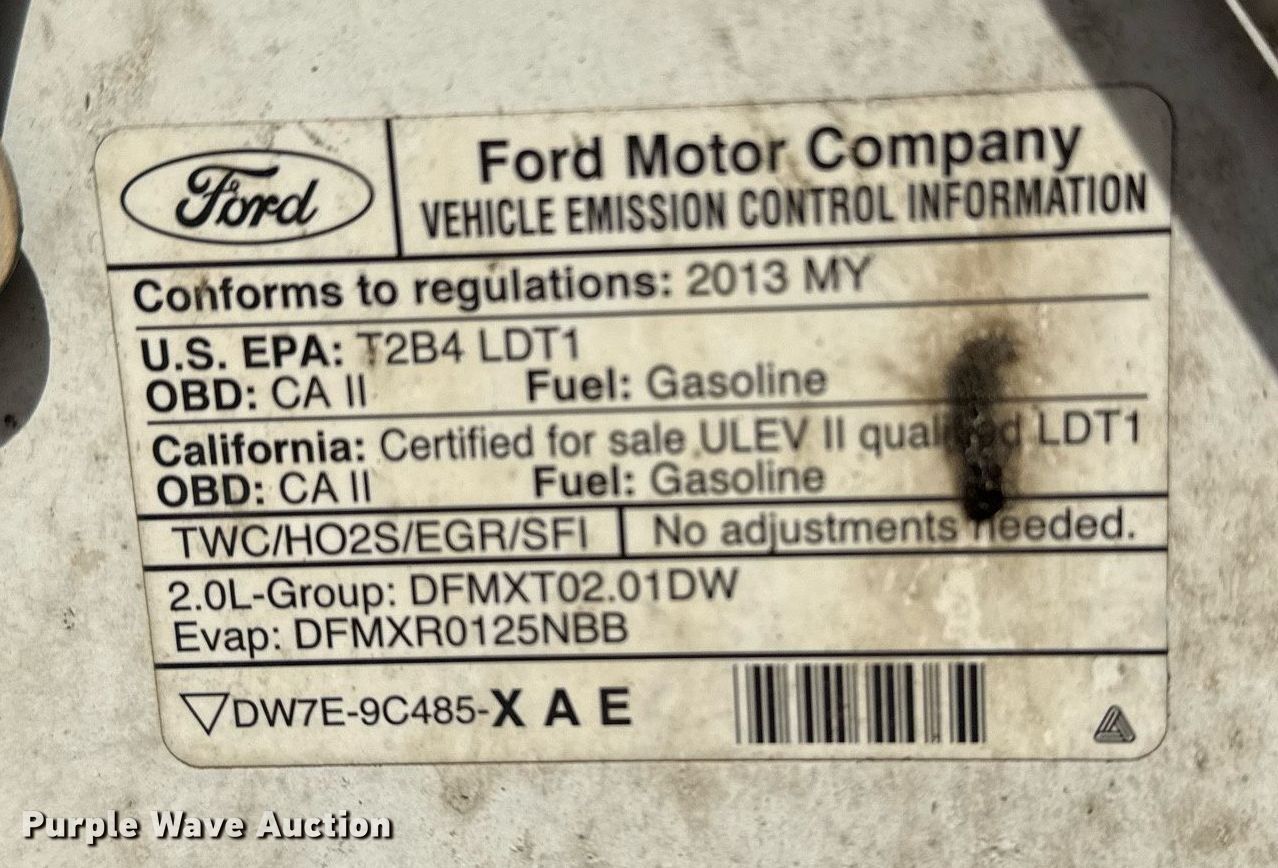 Ford
Ford Motor Company
VEHICLE EMISSION CONTROL INFORMATION
Conforms to regulations: 2013 MY
U.S. EPA: T2B4 LDT1
OBD: CA II Fuel: Gasoline
California: Certified for sale ULEV II LDT1
OBD: CA II Fuel: Gasoline
TWC/HO2S/EGR/SFI No adjustments needed.
2.0L-Group: DFMXT02.01DW
Evap: DFMXR0125NBB
DW7E-9C485-X A E
Purple Wave Auction